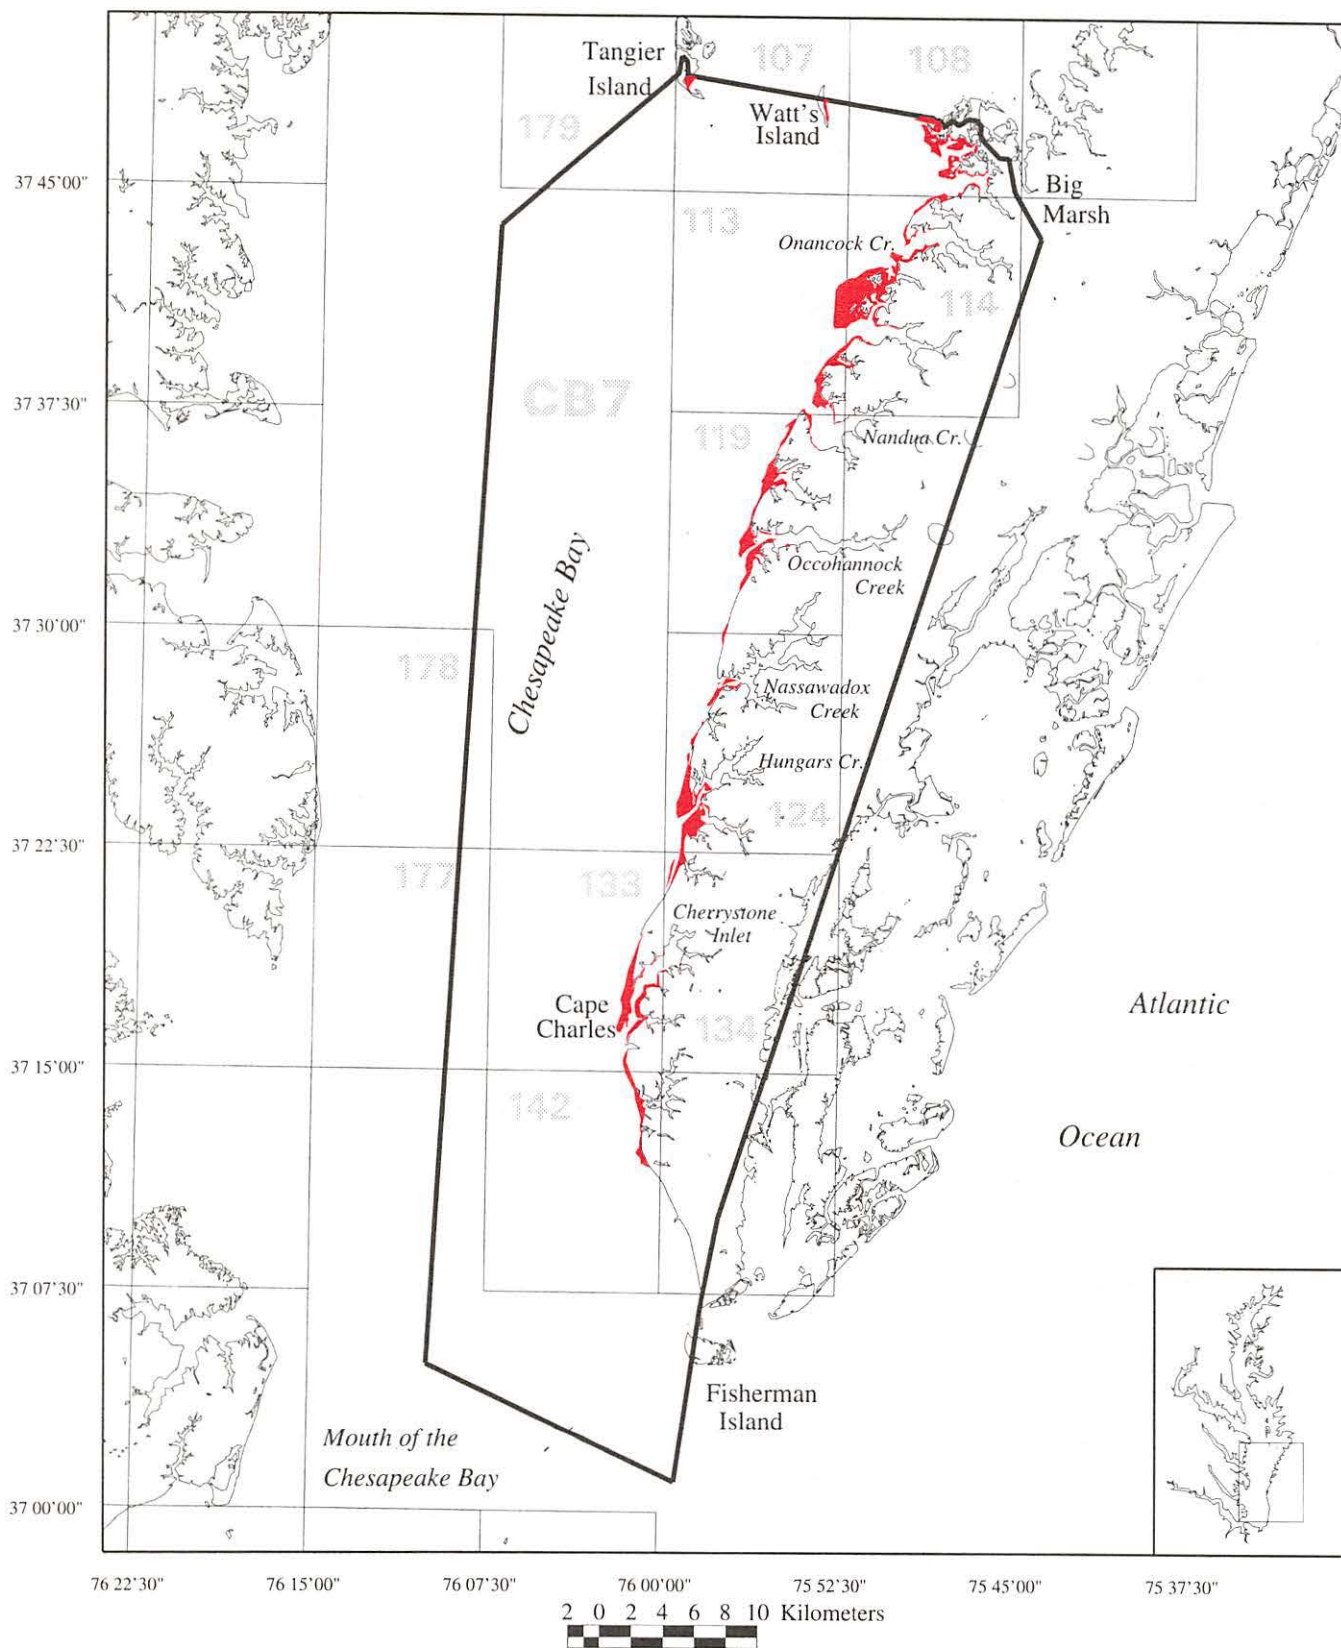 Tangier
Island
107
108
179
Watt's
Island
37 45'00"
Big
Marsh
113
Onancock Cr.
114
CB7
37 37'30"
119
Nandua Cr.
Chesapeake Bay
Occohannock
Creek
37 30'00"
178
Nassawadox
Creek
Hungars Cr.
124
37 22'30"
177
133
Cherrystone
Inlet
Cape
Charles
134
Atlantic
37 15'00"
142
Ocean
37 07'30"
Fisherman
Island
Mouth of the
Chesapeake Bay
37 00'00"
76 22'30"
76 15'00"
76 07'30"
76 00'00"
75 52'30"
75 45'00"
75 37'30"
2 0 2 4 6 8 10 Kilometers